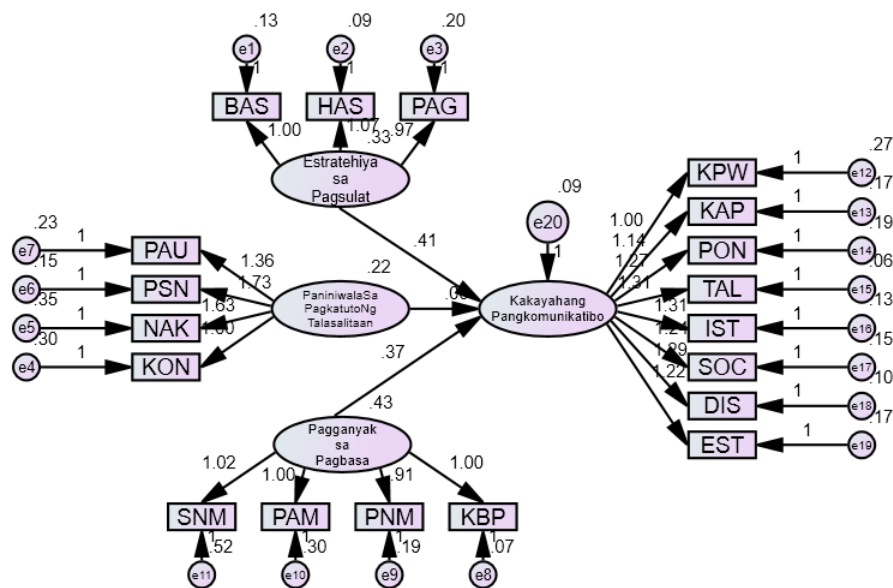 .13 .09 .20
e1 e2 e3
1 1 1
BAS HAS PAG
1.00 1.07 .97
.33
Estratehiya
sa
Pagsulat
.41
.09
e20
1
.23
e7 1 PAU 1.36
.15
e6 1 PSN 1.73
.35
e5 1 NAK 1.63
.30
e4 1 KON
.22
PaniniwalaSa
PagkatutoNg
Talasalitaan
Kakayahang
Pangkomunikatibo
.37
.43
Pagganyak
sa
Pagbasa
1.02 1.00 .91 1.00
SNM PAM PNM KBP
1 1 1 1
.52 .30 .19 .07
e11 e10 e9 e8
.27
1.00 KPW 1 e12
.17
1.14 KAP 1 e13
.19
1.27 PON 1 e14
.06
1.31 TAL 1 e15
.13
1.31 IST 1 e16
.15
SOC 1 e17
.10
1.29 DIS 1 e18
.17
1.22 EST 1 e19